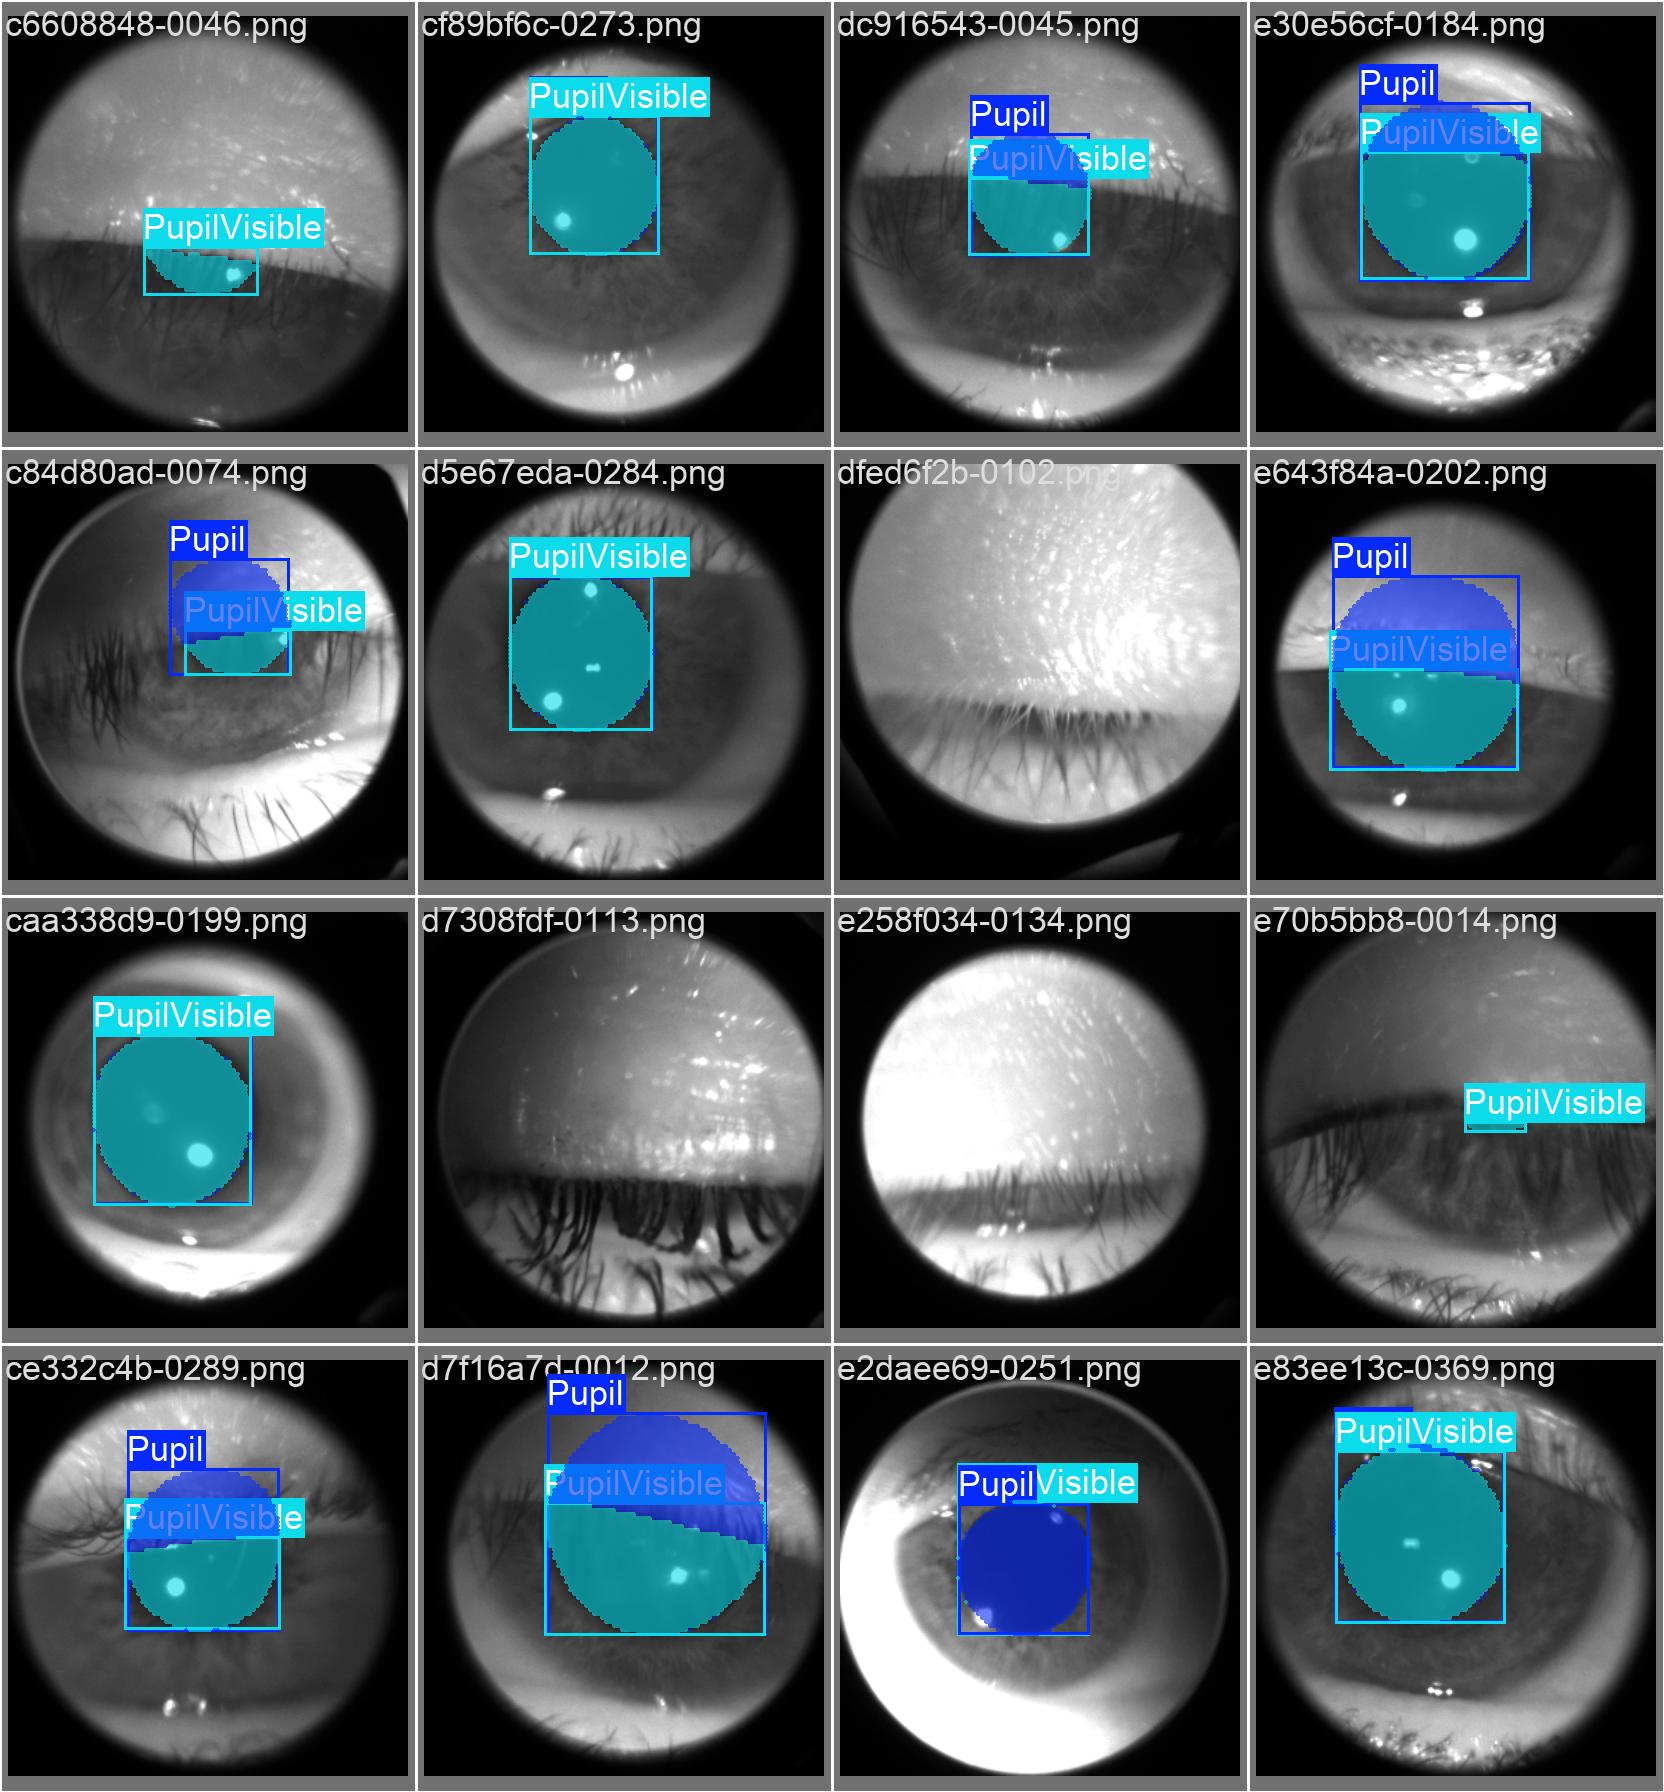 c6608848-0046.png
PupilVisible
cf89bf6c-0273.png
PupilVisible
dc916543-0045.png
Pupil
PupilVisible
e30e56cf-0184.png
Pupil
PupilVisible
c84d80ad-0074.png
Pupil
PupilVisible
d5e67eda-0284.png
PupilVisible
dfed6f2b-0102.png
e643f84a-0202.png
Pupil
PupilVisible
caa338d9-0199.png
PupilVisible
d7308fdf-0113.png
e258f034-0134.png
e70b5bb8-0014.png
PupilVisible
ce332c4b-0289.png
Pupil
PupilVisible
d7f16a7d-0012.png
Pupil
PupilVisible
e2daee69-0251.png
Pupil Visible
e83ee13c-0369.png
PupilVisible